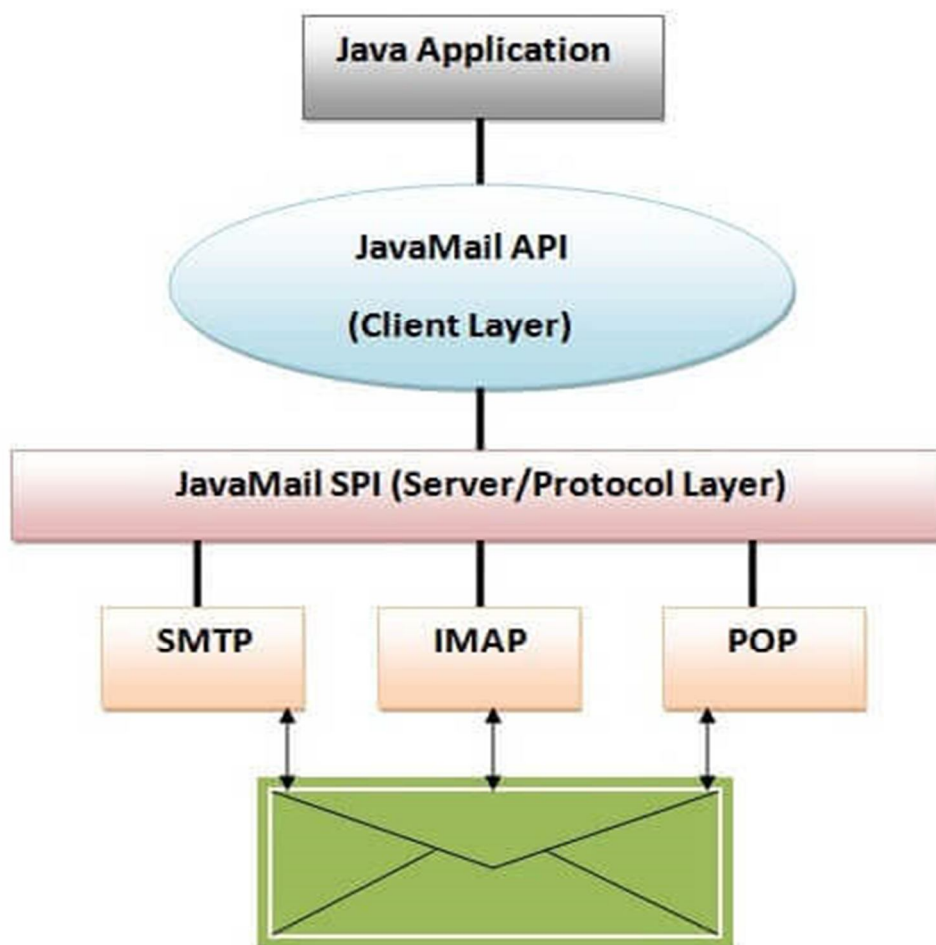 Java Application
JavaMail API
(Client Layer)
JavaMail SPI (Server/Protocol Layer)
SMTP
IMAP
POP